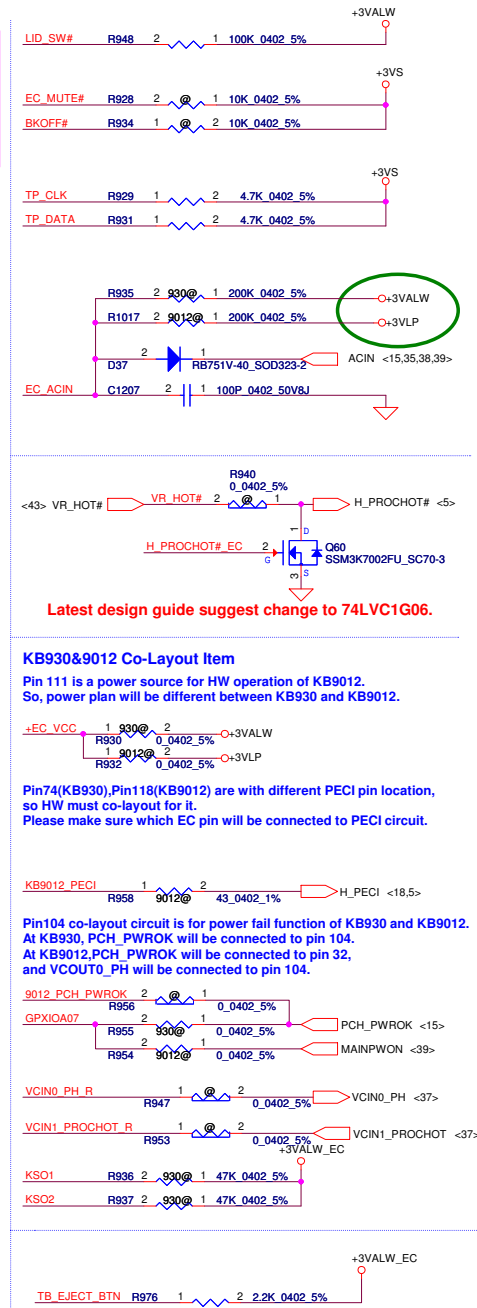 +3VALW
LID_SW# R948 2 1 100K_0402_5%
+3VS
EC_MUTE# R928 2 @ 1 10K_0402_5%
BKOFF# R934 1 @ 2 10K_0402_5%
+3VS
TP_CLK R929 1 2 4.7K_0402_5%
TP_DATA R931 1 2 4.7K_0402_5%
R935 2 930@ 1 200K_0402_5% +3VALW
R1017 2 9012@ 1 200K_0402_5% +3VLP
D37 2 1 RB751V-40_SOD323-2 ACIN <15,35,38,39>
EC_ACIN C1207 2 1 100P_0402_50V8J
R940
0_0402_5%
<43> VR_HOT# VR_HOT# 2 @ 1 H_PROCHOT# <5>
1 D
H_PROCHOT#_EC 2 G Q60
SSM3K7002FU_SC70-3
3 S
Latest design guide suggest change to 74LVC1G06.
KB930&9012 Co-Layout Item
Pin 111 is a power source for HW operation of KB9012.
So, power plan will be different between KB930 and KB9012.
+EC_VCC 1 930@ 2 +3VALW
R930 0_0402_5%
1 9012@ 2 +3VLP
R932 0_0402_5%
Pin74(KB930),Pin118(KB9012) are with different PECI pin location,
so HW must co-layout for it.
Please make sure which EC pin will be connected to PECI circuit.
KB9012_PECI 1 2 H_PECI <18,5>
R958 9012@ 43_0402_1%
Pin104 co-layout circuit is for power fail function of KB930 and KB9012.
At KB930, PCH_PWROK will be connected to pin 104.
At KB9012,PCH_PWROK will be connected to pin 32,
and VCOUT0_PH will be connected to pin 104.
9012_PCH_PWROK 2 @ 1
R956 0_0402_5%
GPXIOA07 2 1 PCH_PWROK <15>
R955 930@ 0_0402_5%
2 1 MAINPWON <39>
R954 9012@ 0_0402_5%
VCIN0_PH_R 1 @ 2 VCIN0_PH <37>
R947 0_0402_5%
VCIN1_PROCHOT_R 1 @ 2 VCIN1_PROCHOT <37>
R953 0_0402_5%
+3VALW_EC
KSO1 R936 2 930@ 1 47K_0402_5%
KSO2 R937 2 930@ 1 47K_0402_5%
+3VALW_EC
TB_EJECT_BTN R976 1 2 2.2K_0402_5%